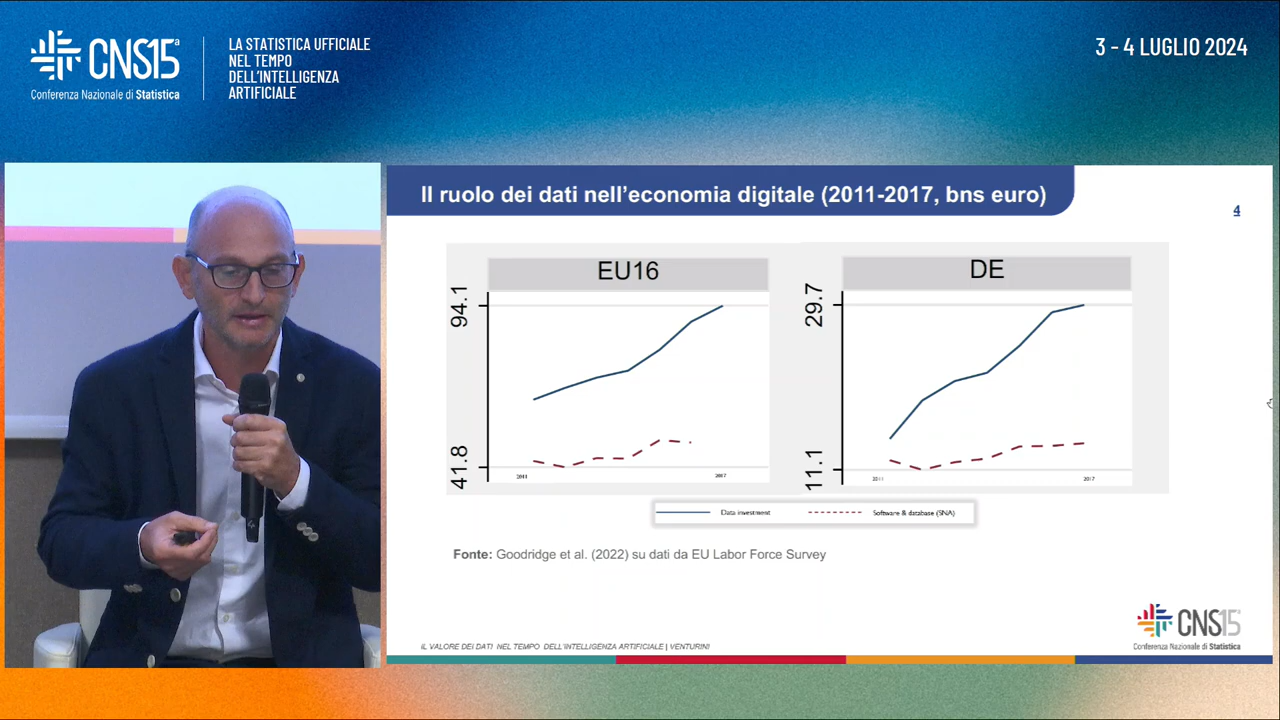 CNS15ª
Conferenza Nazionale di Statistica
LA STATISTICA UFFICIALE
NEL TEMPO
DELL'INTELLIGENZA
ARTIFICIALE
3 - 4 LUGLIO 2024
Il ruolo dei dati nell'economia digitale (2011-2017, bns euro)
4
EU16
94.1
41.8
2011
2017
DE
29.7
11.1
2011
2017
Data investment
Software & database (SNA)
Fonte: Goodridge et al. (2022) su dati da EU Labor Force Survey
IL VALORE DEI DATI NEL TEMPO DELL'INTELLIGENZA ARTIFICIALE | VENTURINI
CNS15ª
Conferenza Nazionale di Statistica